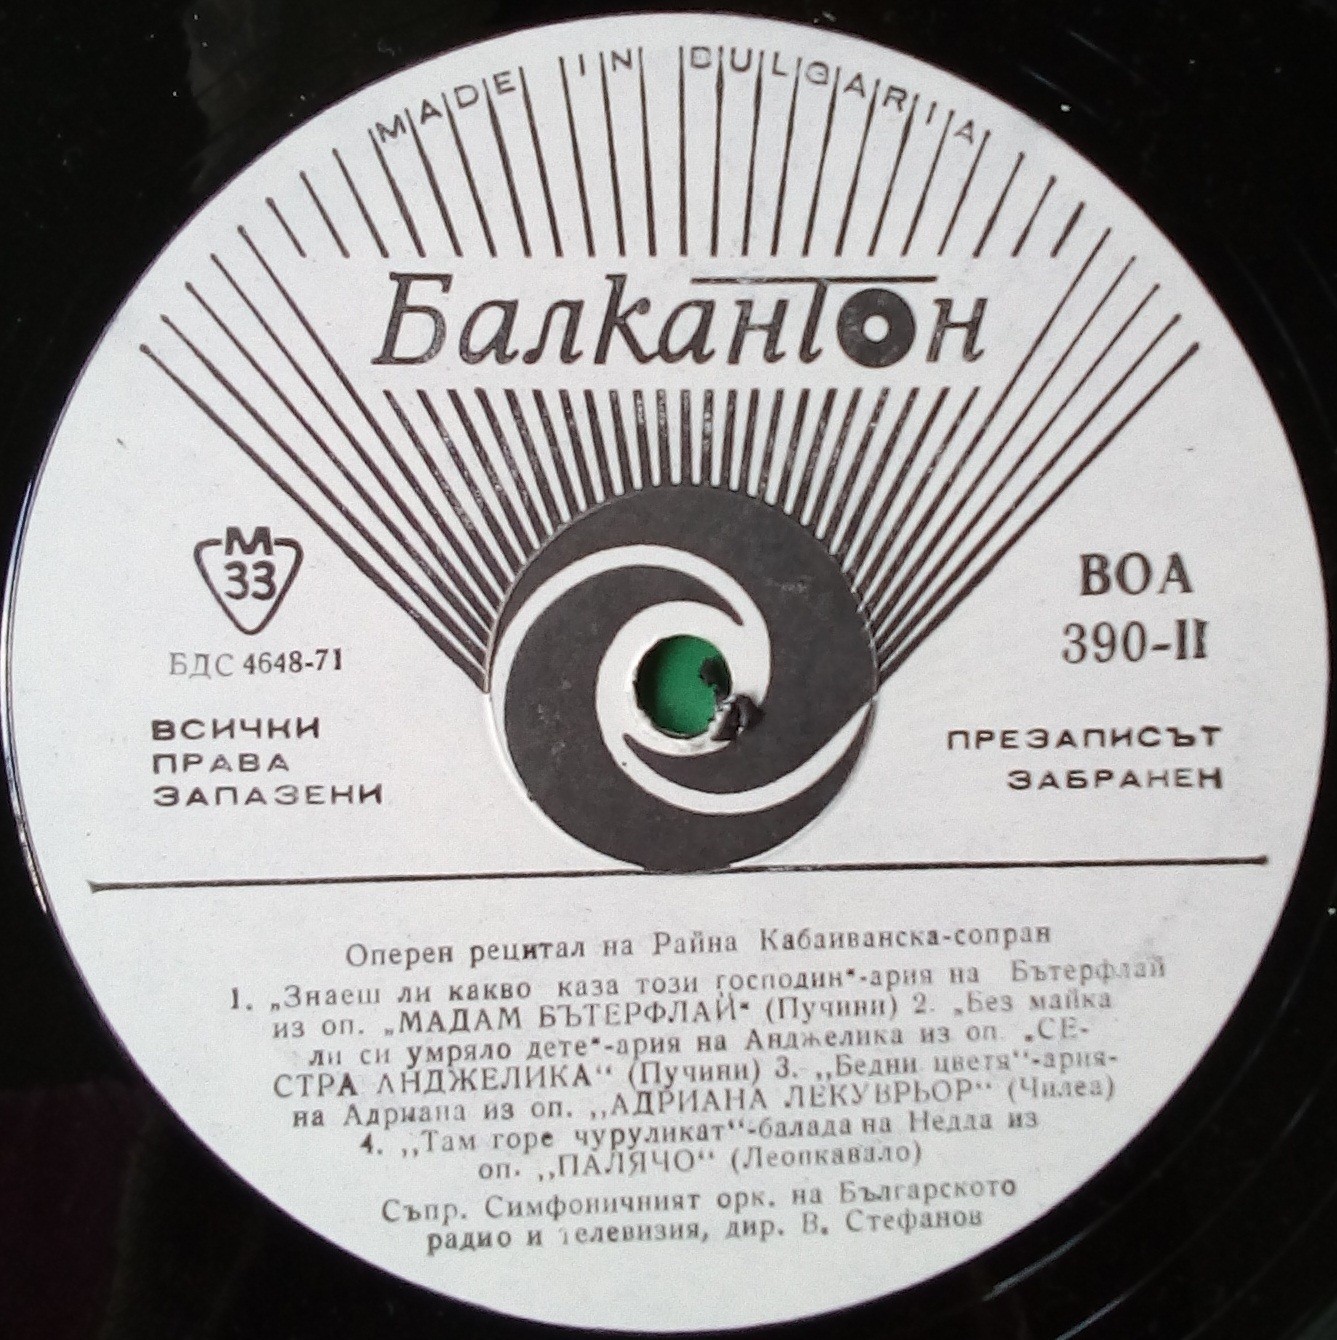 MADE IN BULGARIA
Балкантон
М
33
БДС 4648-71
ВОА
390-II
ВСИЧКИ
ПРАВА
ЗАПАЗЕНИ
ПРЕЗАПИСЪТ
ЗАБРАНЕН
Оперен рецитал на Райна Кабаиванска-сопран
1. „Знаеш ли какво каза този господин“-ария на Бътерфлай
из оп. „МАДАМ БЪТЕРФЛАЙ“ (Пучини) 2. „Без майка
ли си умряло дете“-ария на Анджелика из оп. „СЕ-
СТРА АНДЖЕЛИКА“ (Пучини) 3. „Бедни цветя“-ария-
на Адриана из оп. „АДРИАНА ЛЕКУВРЬОР“ (Чилеа)
4. „Там горе чуруликат“-балада на Недда из
оп. „ПАЛЯЧО“ (Леонкавало)
Съпр. Симфоничният орк. на Българското
радио и телевизия, дир. В. Стефанов